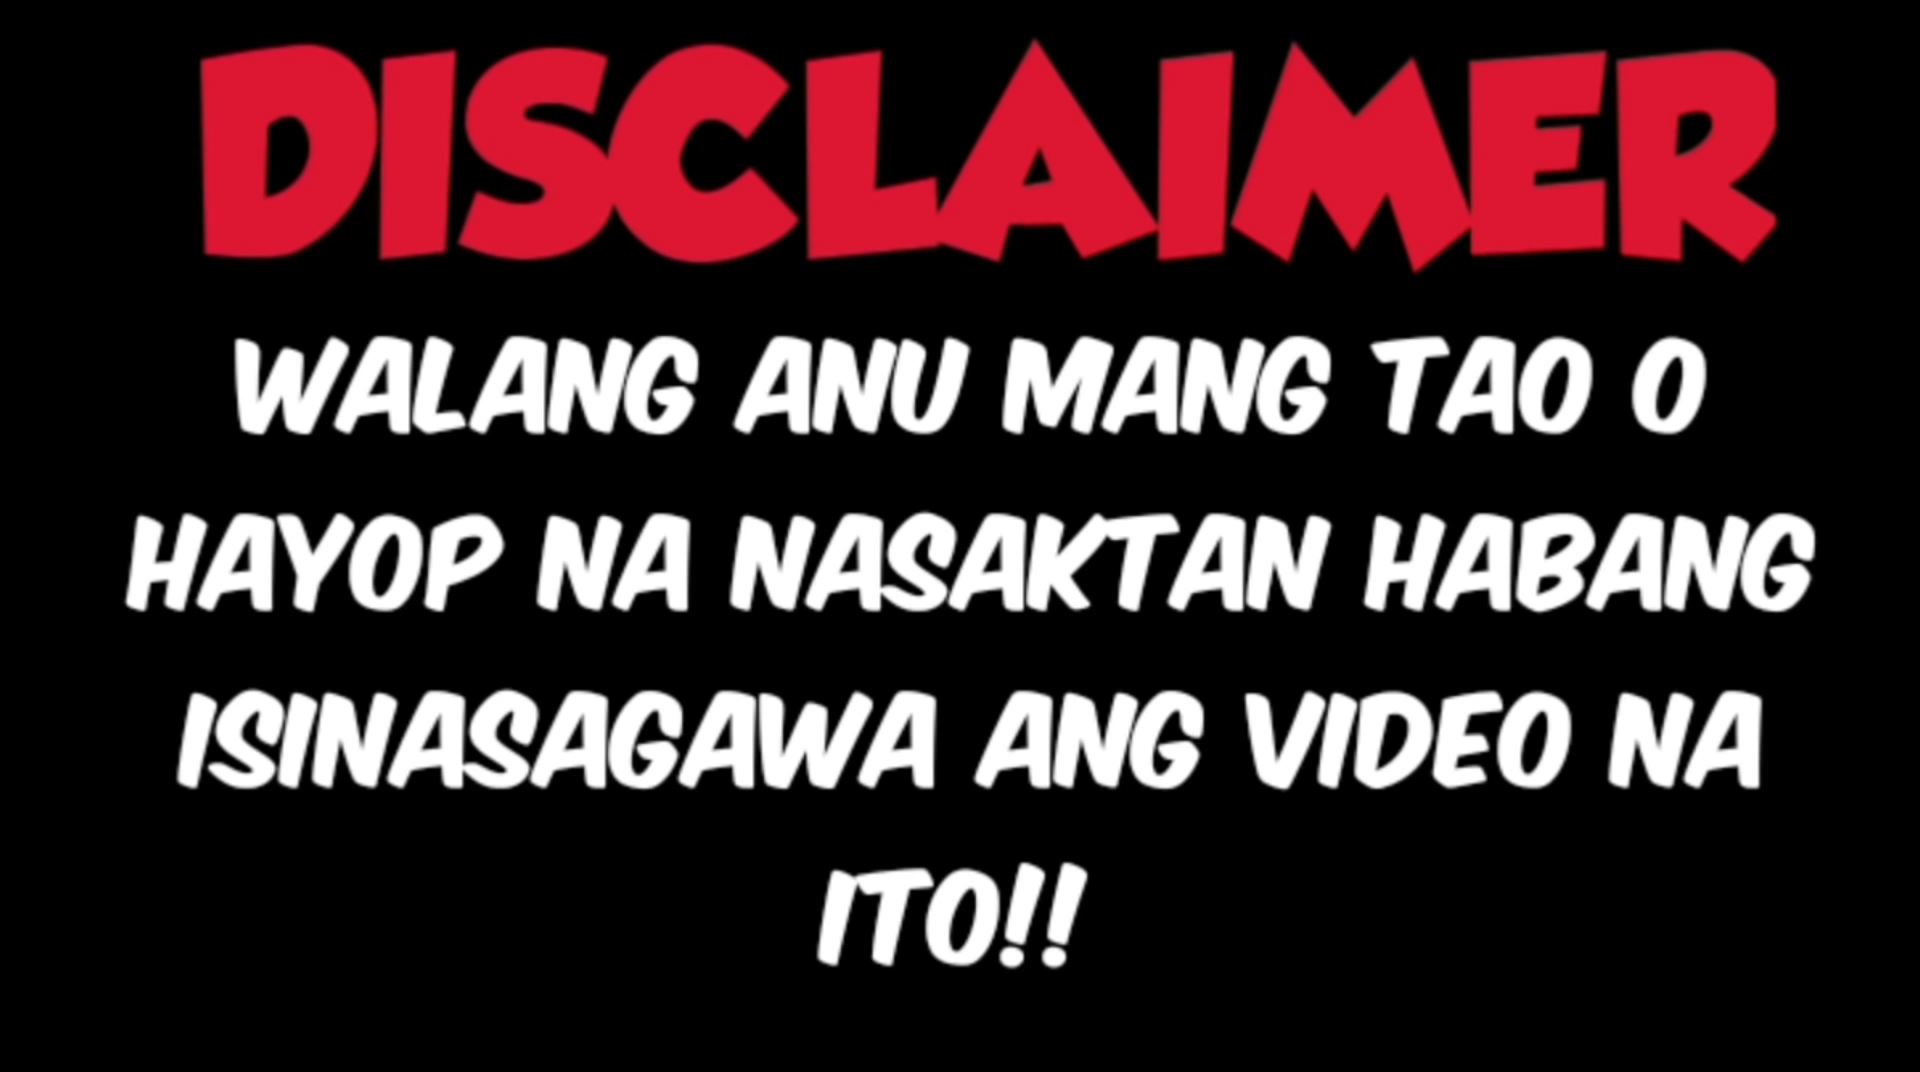 DISCLAIMER
WALANG ANU MANG TAO O
HAYOP NA NASAKTAN HABANG
ISINASAGAWA ANG VIDEO NA
ITO!!